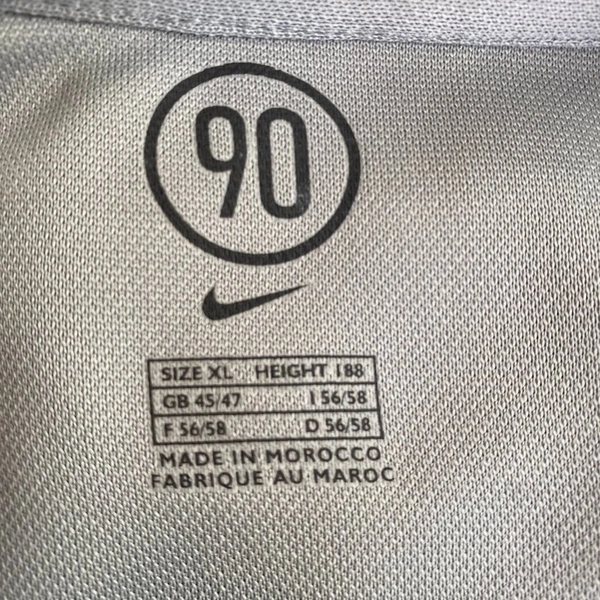 90
SIZE XL HEIGHT 188
GB 45/47 I 56/58
F 56/58 D 56/58
MADE IN MOROCCO
FABRIQUE AU MAROC